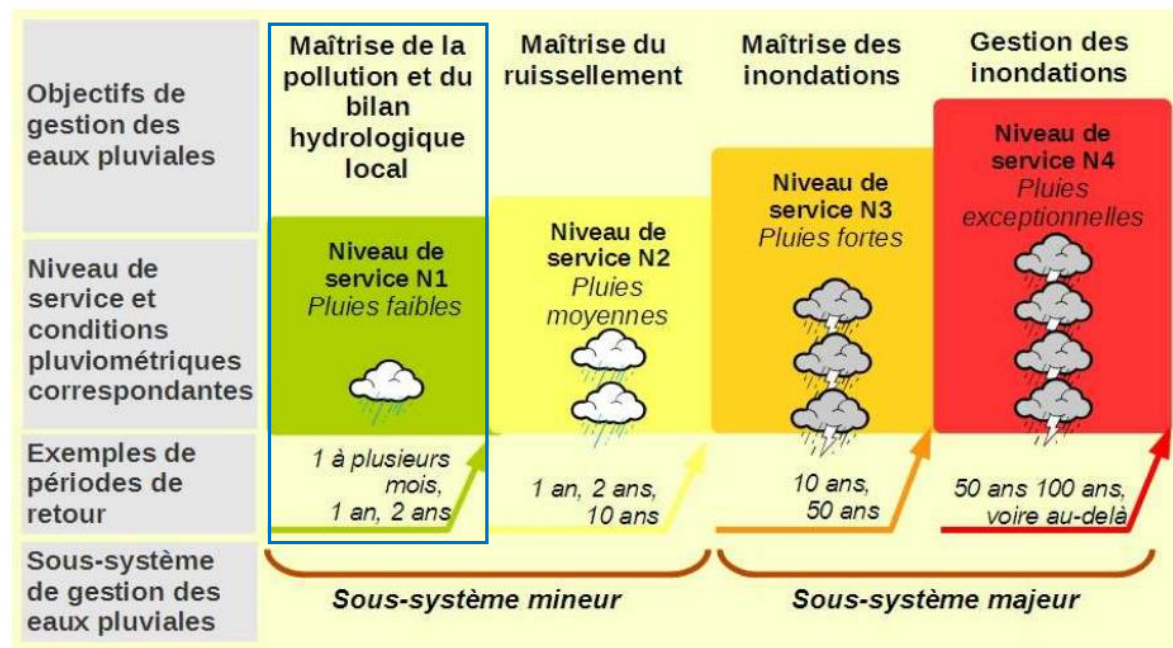 Objectifs de
gestion des
eaux pluviales
Maîtrise de la
pollution et du
bilan
hydrologique
local
Maîtrise du
ruissellement
Maîtrise des
inondations
Gestion des
inondations
Niveau de
service et
conditions
pluviométriques
correspondantes
Niveau de
service N1
Pluies faibles
Niveau de
service N2
Pluies
moyennes
Niveau de
service N3
Pluies fortes
Niveau de
service N4
Pluies
exceptionnelles
Exemples de
périodes de
retour
1 à plusieurs
mois,
1 an, 2 ans
1 an, 2 ans,
10 ans
10 ans,
50 ans
50 ans 100 ans,
voire au-delà
Sous-système
de gestion des
eaux pluviales
Sous-système mineur
Sous-système majeur